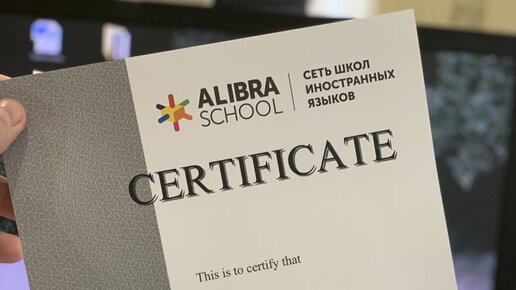 ALIBRA
SCHOOL
СЕТЬ ШКОЛ
ИНОСТРАННЫХ
ЯЗЫКОВ
CERTIFICATE
This is to certify that